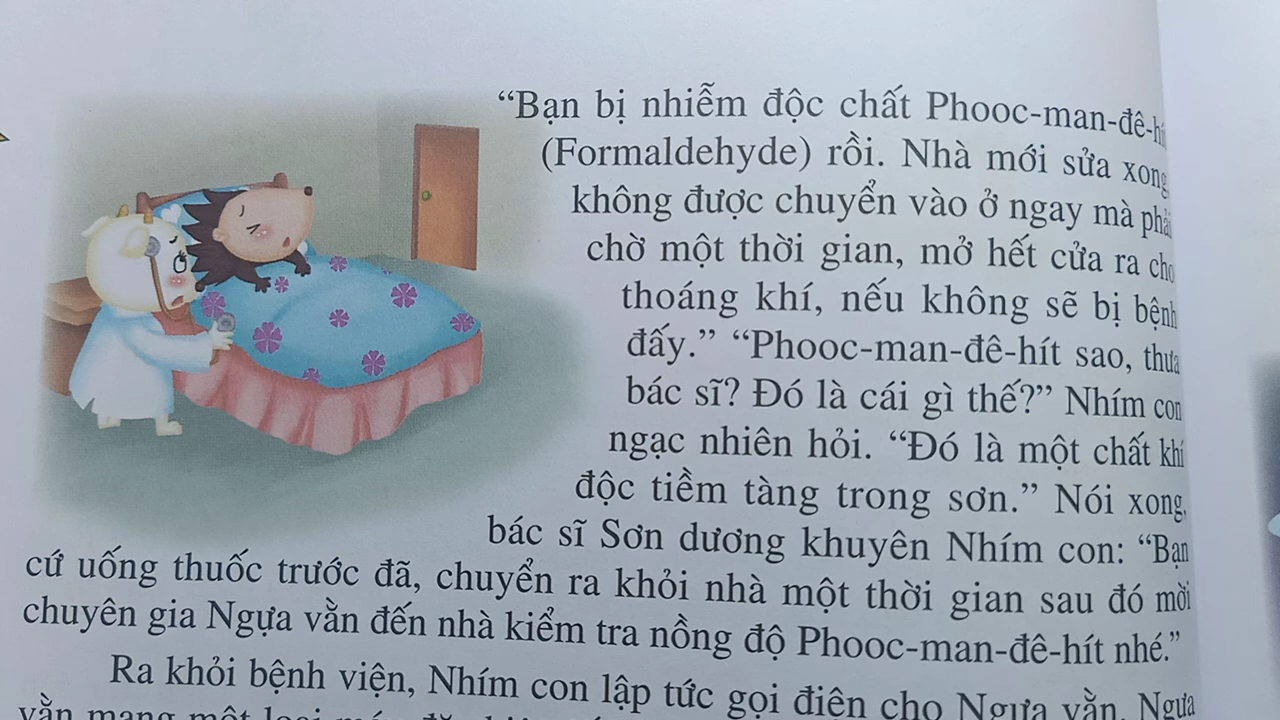 “Bạn bị nhiễm độc chất Phooc-man-đê-hít
(Formaldehyde) rồi. Nhà mới sửa xong,
không được chuyển vào ở ngay mà phải
chờ một thời gian, mở hết cửa ra cho
thoáng khí, nếu không sẽ bị bệnh
đấy.” “Phooc-man-đê-hít sao, thưa
bác sĩ? Đó là cái gì thế?” Nhím con
ngạc nhiên hỏi. “Đó là một chất khí
độc tiềm tàng trong sơn.” Nói xong,
bác sĩ Sơn dương khuyên Nhím con: “Bạn
cứ uống thuốc trước đã, chuyển ra khỏi nhà một thời gian sau đó mời
chuyên gia Ngựa vằn đến nhà kiểm tra nồng độ Phooc-man-đê-hít nhé.”
Ra khỏi bệnh viện, Nhím con lập tức gọi điện cho Ngựa vằn. Ngựa
vằn mang một loại máy